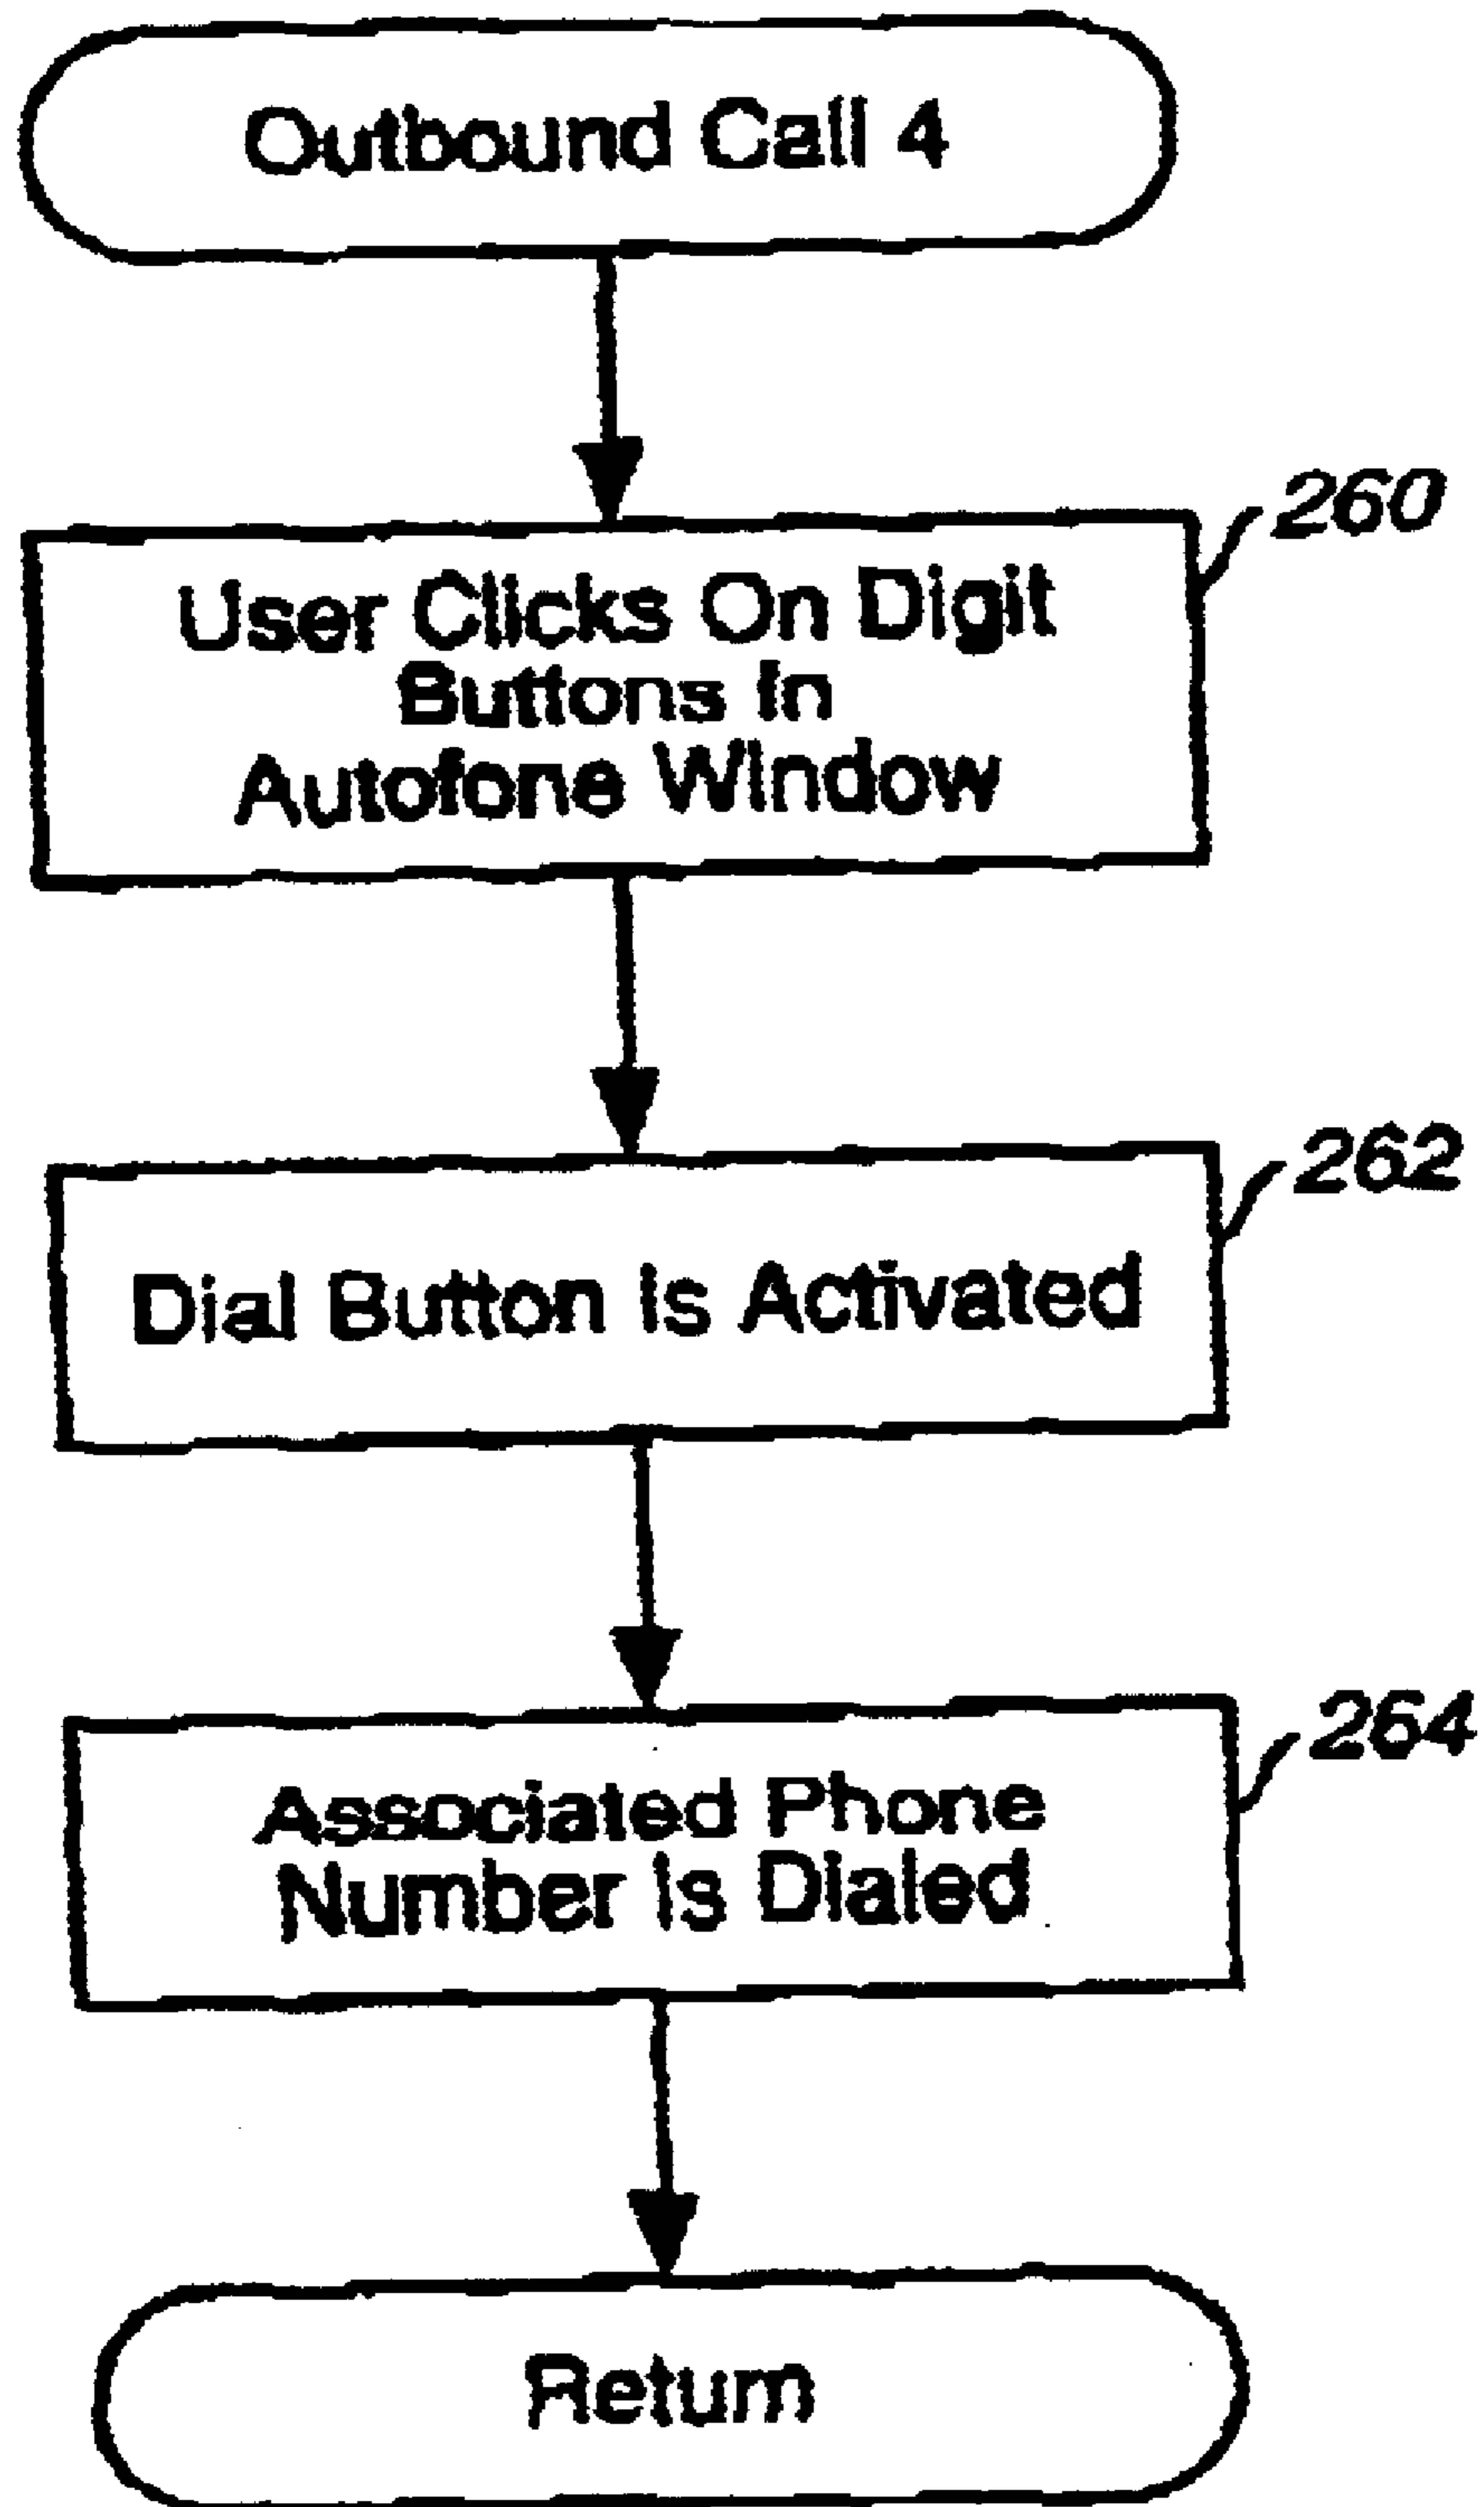 Outbound Call 4
260
User Clicks On Digit
Buttons In
Autofone Window
262
Dial Button Is Activated
264
Associated Phone
Number Is Dialed
Return